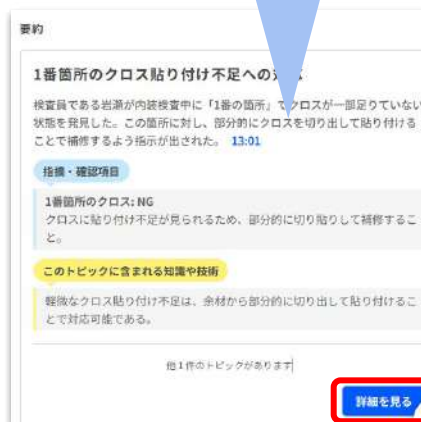 要約
1番箇所のクロス貼り付け不足への
検査員である岩瀬が内装検査中に「1番の箇所」でクロスが一部足りていない
状態を発見した。この箇所に対し、部分的にクロスを切り出して貼り付ける
ことで補修するよう指示が出された。 13:01
指摘・確認項目
1番箇所のクロス: NG
クロスに貼り付け不足が見られるため、部分的に切り貼りして補修するこ
と。
このトピックに含まれる知識や技術
軽微なクロス貼り付け不足は、余材から部分的に切り出して貼り付けるこ
とで対応可能である。
他1件のトピックがあります
詳細を見る